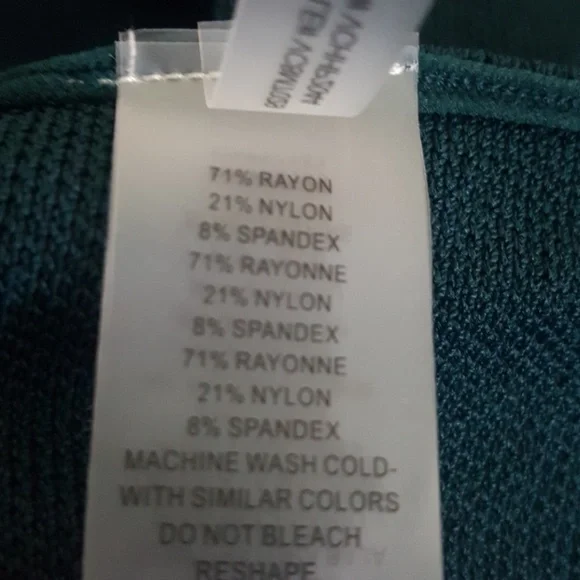 71% RAYON
21% NYLON
8% SPANDEX
71% RAYONNE
21% NYLON
8% SPANDEX
71% RAYONNE
21% NYLON
8% SPANDEX
MACHINE WASH COLD-
WITH SIMILAR COLORS
DO NOT BLEACH
RESHAPE